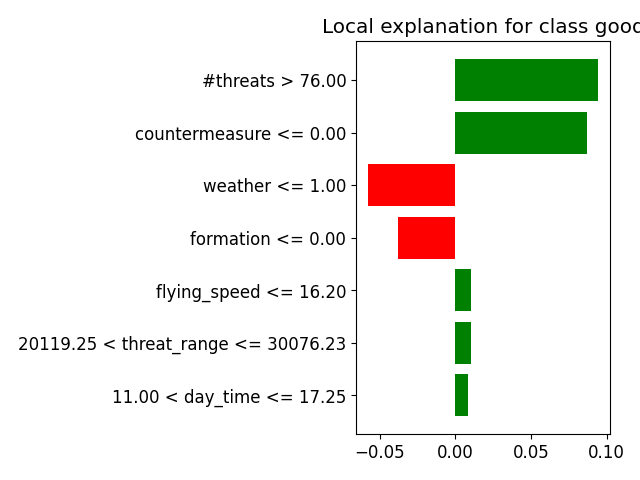 Local explanation for class good
#threats > 76.00
countermeasure <= 0.00
weather <= 1.00
formation <= 0.00
flying_speed <= 16.20
20119.25 < threat_range <= 30076.23
11.00 < day_time <= 17.25
−0.05 0.00 0.05 0.10